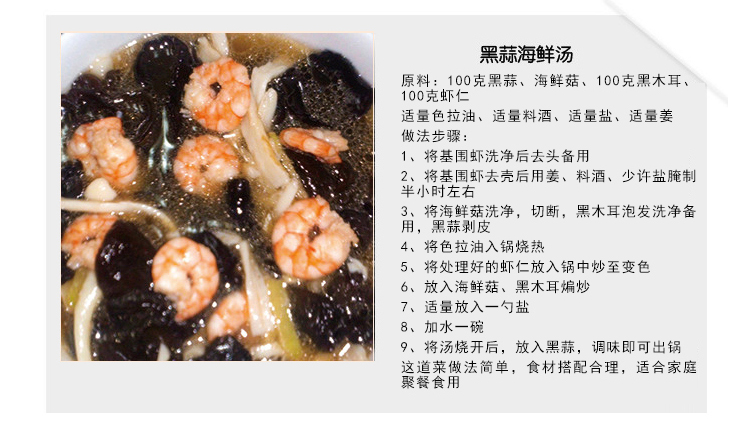 黑蒜海鲜汤
原料：100克黑蒜、海鲜菇、100克黑木耳、
100克虾仁
适量色拉油、适量料酒、适量盐、适量姜
做法步骤：
1、将基围虾洗净后去头备用
2、将基围虾去壳后用姜、料酒、少许盐腌制
半小时左右
3、将海鲜菇洗净，切断，黑木耳泡发洗净备
用，黑蒜剥皮
4、将色拉油入锅烧热
5、将处理好的虾仁放入锅中炒至变色
6、放入海鲜菇、黑木耳煸炒
7、适量放入一勺盐
8、加水一碗
9、将汤烧开后，放入黑蒜，调味即可出锅
这道菜做法简单，食材搭配合理，适合家庭
聚餐食用